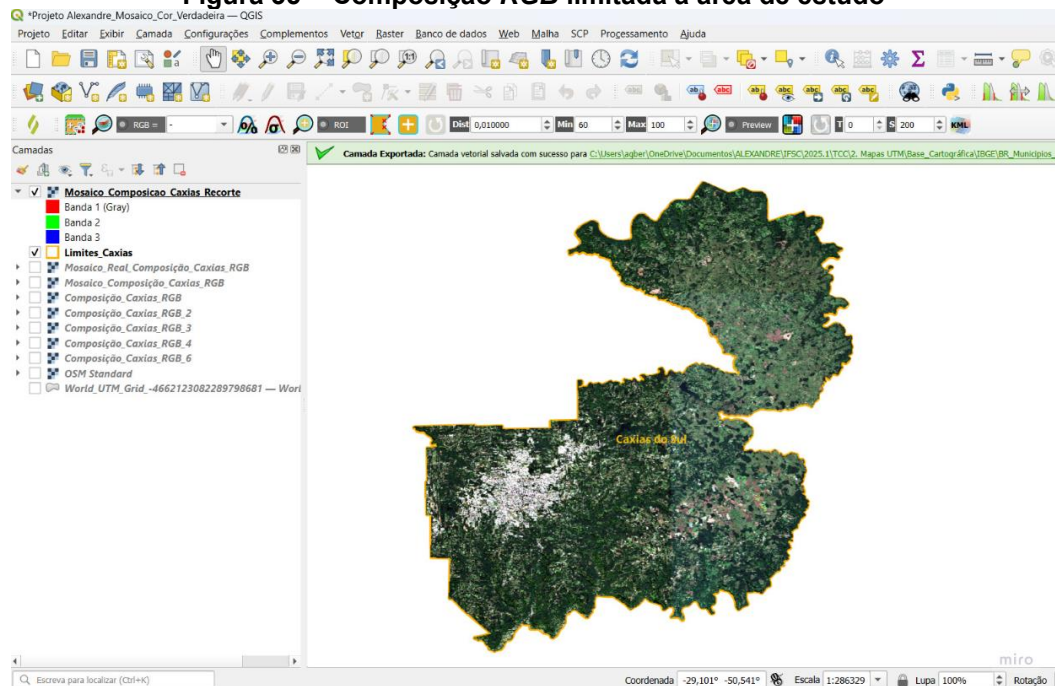 Figura 55 – Composição RGB limitada à área de estudo
*Projeto Alexandre_Mosaico_Cor_Verdadeira — QGIS
Projeto Editar Exibir Camada Configurações Complementos Vetor Raster Banco de dados Web Malha SCP Processamento Ajuda
RGB = - ROI Dist 0,010000 Min 60 Max 100 Preview T 0 S 200 KML
Camadas
Camada Exportada: Camada vetorial salvada com sucesso para C:\Users\agber\OneDrive\Documentos\ALEXANDRE\IFSC\2025.1\TCC\2. Mapas UTM\Base_Cartográfica\IBGE\BR_Municipios_
Mosaico_Composicao_Caxias_Recorte
Banda 1 (Gray)
Banda 2
Banda 3
Limites_Caxias
Mosaico_Real_Composição_Caxias_RGB
Mosaico_Composição_Caxias_RGB
Composição_Caxias_RGB
Composição_Caxias_RGB_2
Composição_Caxias_RGB_3
Composição_Caxias_RGB_4
Composição_Caxias_RGB_6
OSM Standard
World_UTM_Grid_-4662123082289798681 — Worl
Caxias do Sul
miro
Escreva para localizar (Ctrl+K) Coordenada -29,101° -50,541° Escala 1:286329 Lupa 100% Rotação